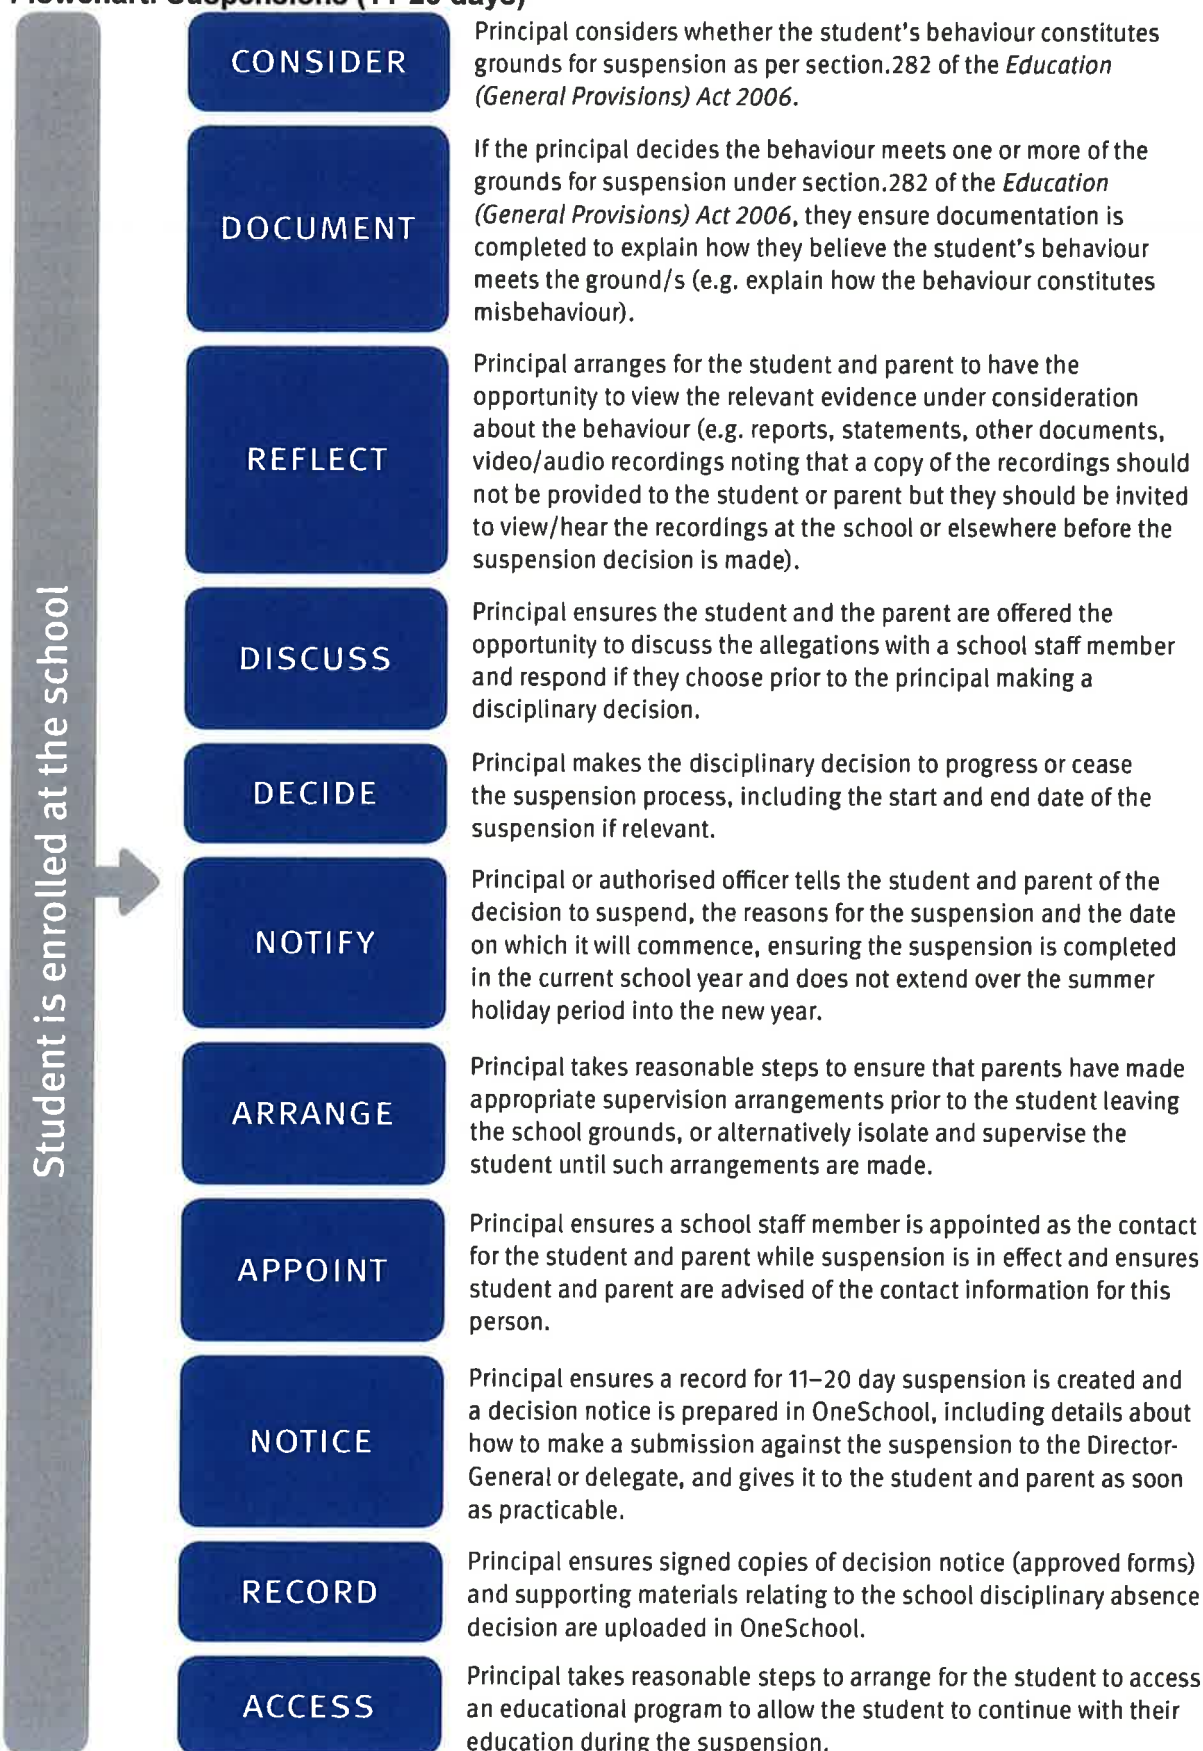 Flowchart: Suspensions (11-20 days)
Student is enrolled at the school
CONSIDER
Principal considers whether the student's behaviour constitutes
grounds for suspension as per section.282 of the Education
(General Provisions) Act 2006.
DOCUMENT
If the principal decides the behaviour meets one or more of the
grounds for suspension under section.282 of the Education
(General Provisions) Act 2006, they ensure documentation is
completed to explain how they believe the student's behaviour
meets the ground/s (e.g. explain how the behaviour constitutes
misbehaviour).
REFLECT
Principal arranges for the student and parent to have the
opportunity to view the relevant evidence under consideration
about the behaviour (e.g. reports, statements, other documents,
video/audio recordings noting that a copy of the recordings should
not be provided to the student or parent but they should be invited
to view/hear the recordings at the school or elsewhere before the
suspension decision is made).
DISCUSS
Principal ensures the student and the parent are offered the
opportunity to discuss the allegations with a school staff member
and respond if they choose prior to the principal making a
disciplinary decision.
DECIDE
Principal makes the disciplinary decision to progress or cease
the suspension process, including the start and end date of the
suspension if relevant.
NOTIFY
Principal or authorised officer tells the student and parent of the
decision to suspend, the reasons for the suspension and the date
on which it will commence, ensuring the suspension is completed
in the current school year and does not extend over the summer
holiday period into the new year.
ARRANGE
Principal takes reasonable steps to ensure that parents have made
appropriate supervision arrangements prior to the student leaving
the school grounds, or alternatively isolate and supervise the
student until such arrangements are made.
APPOINT
Principal ensures a school staff member is appointed as the contact
for the student and parent while suspension is in effect and ensures
student and parent are advised of the contact information for this
person.
NOTICE
Principal ensures a record for 11–20 day suspension is created and
a decision notice is prepared in OneSchool, including details about
how to make a submission against the suspension to the Director-
General or delegate, and gives it to the student and parent as soon
as practicable.
RECORD
Principal ensures signed copies of decision notice (approved forms)
and supporting materials relating to the school disciplinary absence
decision are uploaded in OneSchool.
ACCESS
Principal takes reasonable steps to arrange for the student to access
an educational program to allow the student to continue with their
education during the suspension.